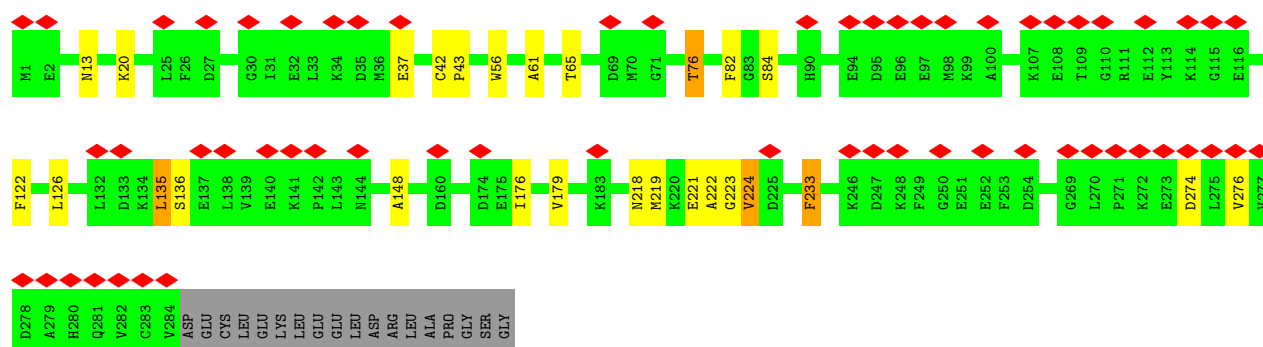 M1 E2 N13 K20 L25 F26 D27 G30 I31 E32 L33 K34 D35 M36 E37 C42 P43 W56 A61 T65 D69 M70 G71 T76 F82 G83 S84 H90 E94 D95 E96 E97 M98 K99 A100 K107 E108 T109 G110 R111 E112 Y113 K114 G115 E116
F122 L126 L132 D133 K134 L135 S136 E137 L138 V139 E140 K141 P142 L143 N144 A148 D160 D174 E175 I176 V179 K183 N218 M219 K220 E221 A222 G223 V224 D225 F233 K246 D247 K248 F249 G250 E251 E252 F253 D254 G269 L270 P271 K272 E273 D274 L275 V276 V277
D278 A279 H280 Q281 V282 C283 V284 ASP GLU CYS LEU GLU LYS LEU GLU GLU LEU ASP ARG LEU ALA PRO GLY SER GLY